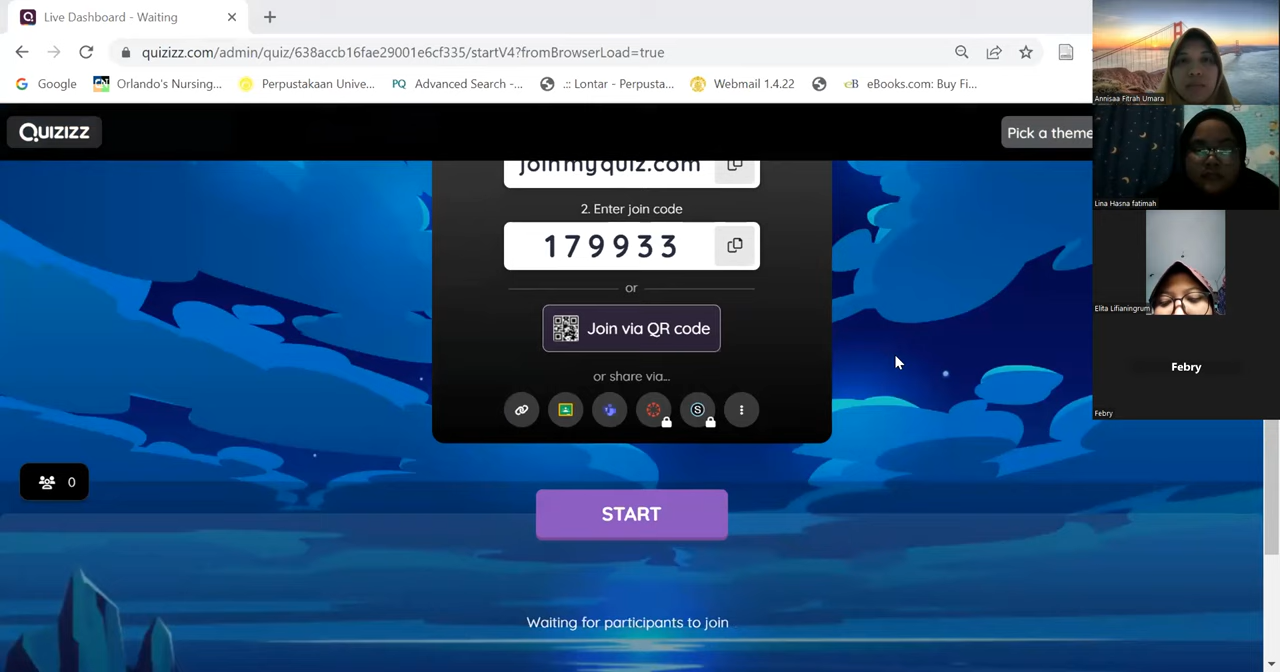 Live Dashboard - Waiting
quizizz.com/admin/quiz/638accb16fae29001e6cf335/startV4?fromBrowserLoad=true
Google
Orlando's Nursing...
Perpustakaan Unive...
PQ
Advanced Search -...
.:: Lontar - Perpusta...
Webmail 1.4.22
eB
eBooks.com: Buy Fi...
Quizizz
Pick a theme
joinmyquiz.com
2. Enter join code
179933
or
Join via QR code
or share via...
S
0
START
Waiting for participants to join
Annisaa Fitrah Umara
Lina Hasna fatimah
Elita Lifianingrum
Febry
Febry